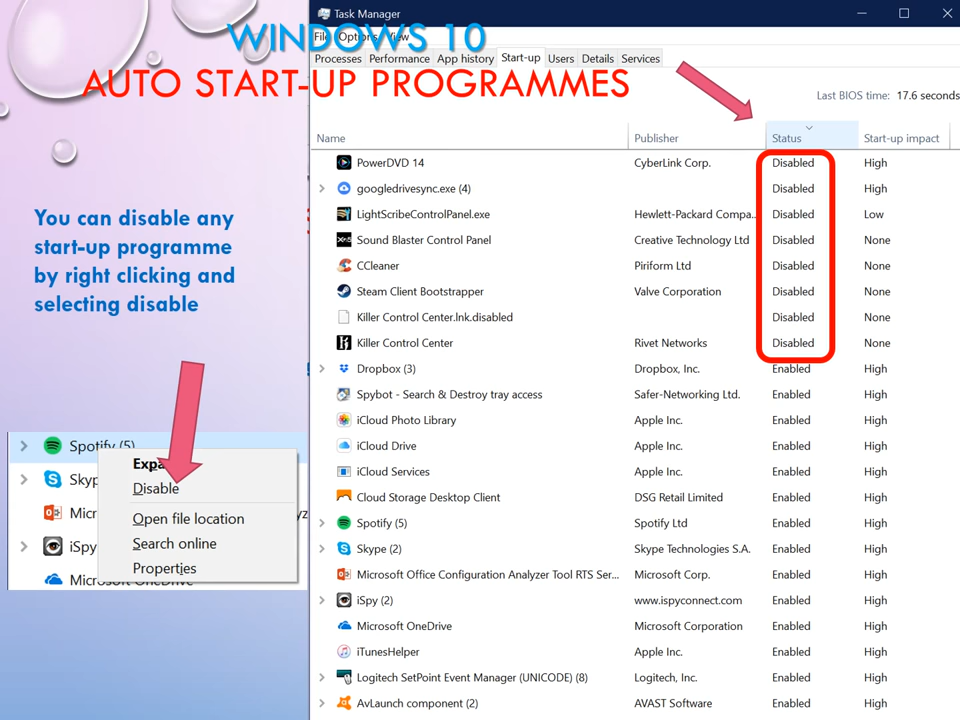 Task Manager
WINDOWS 10
File Options View
Processes Performance App history Start-up Users Details Services
AUTO START-UP PROGRAMMES
Last BIOS time: 17.6 seconds
Name Publisher Status Start-up impact
PowerDVD 14 CyberLink Corp. Disabled High
googledrivesync.exe (4) Disabled High
LightScribeControlPanel.exe Hewlett-Packard Compa... Disabled Low
Sound Blaster Control Panel Creative Technology Ltd Disabled None
CCleaner Piriform Ltd Disabled None
Steam Client Bootstrapper Valve Corporation Disabled None
Killer Control Center.lnk.disabled Disabled None
Killer Control Center Rivet Networks Disabled None
Dropbox (3) Dropbox, Inc. Enabled High
Spybot - Search & Destroy tray access Safer-Networking Ltd. Enabled High
iCloud Photo Library Apple Inc. Enabled High
iCloud Drive Apple Inc. Enabled High
iCloud Services Apple Inc. Enabled High
Cloud Storage Desktop Client DSG Retail Limited Enabled High
Spotify (5) Spotify Ltd Enabled High
Skype (2) Skype Technologies S.A. Enabled High
Microsoft Office Configuration Analyzer Tool RTS Ser... Microsoft Corp. Enabled High
iSpy (2) www.ispyconnect.com Enabled High
Microsoft OneDrive Microsoft Corporation Enabled High
iTunesHelper Apple Inc. Enabled High
Logitech SetPoint Event Manager (UNICODE) (8) Logitech, Inc. Enabled High
AvLaunch component (2) AVAST Software Enabled High
You can disable any
start-up programme
by right clicking and
selecting disable
Spotify (5)
Expa
Skyp
Disable
Micr
Open file location
yz
iSpy
Search online
Properties
Microsoft OneDrive